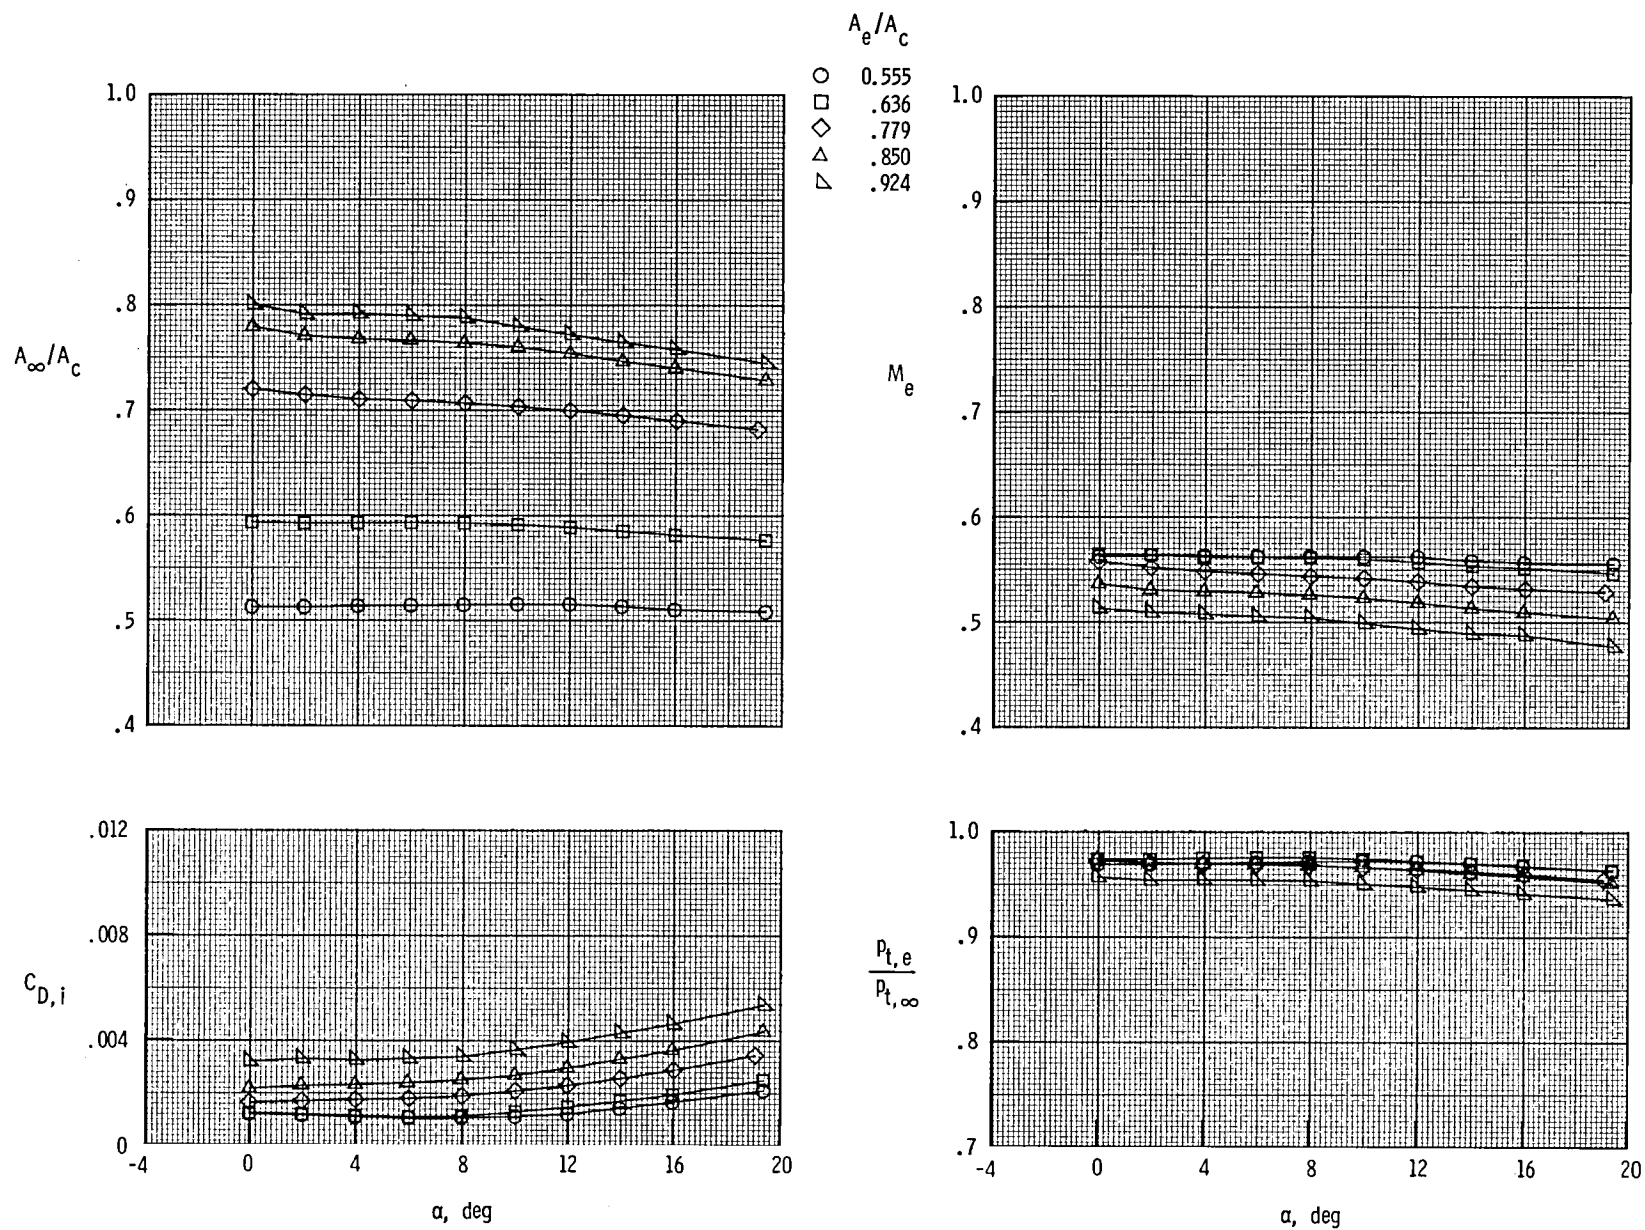 A_e/A_c
0.555
.636
.779
.850
.924
1.0
.9
.8
A_∞/A_c
.7
.6
.5
.4
1.0
.9
.8
M_e
.7
.6
.5
.4
.012
.008
C_D,i
.004
0
-4 0 4 8 12 16 20
α, deg
1.0
.9
p_t,e
p_t,∞
.8
.7
-4 0 4 8 12 16 20
α, deg